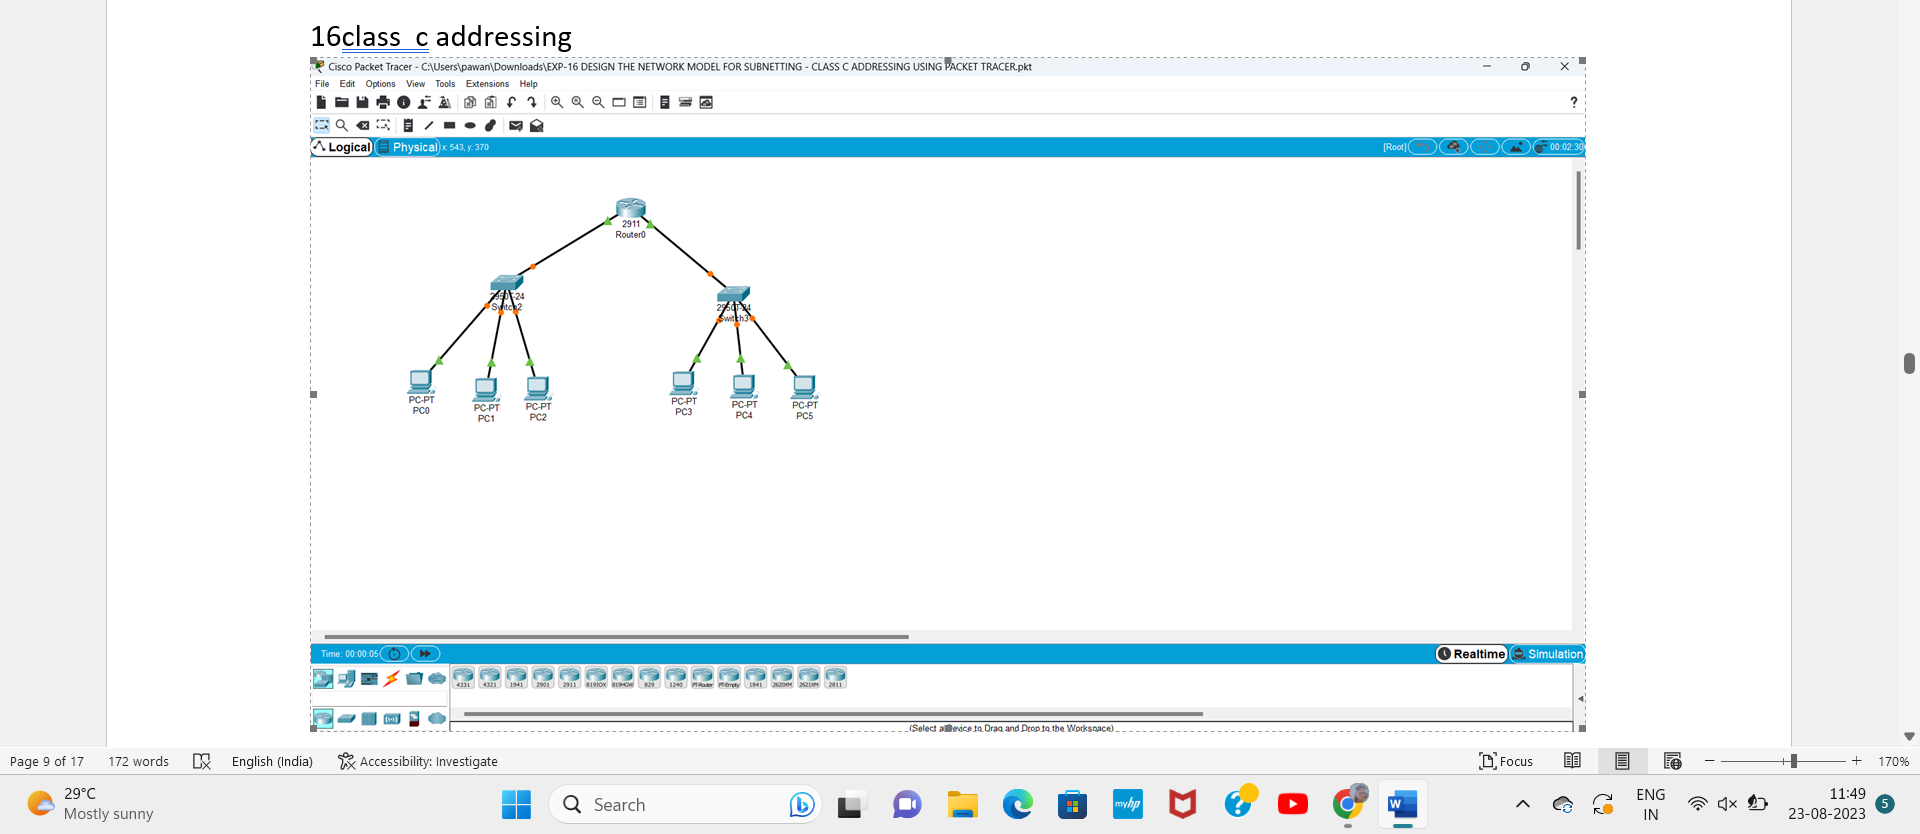 16class c addressing
Cisco Packet Tracer - C:\Users\pawan\Downloads\EXP-16 DESIGN THE NETWORK MODEL FOR SUBNETTING - CLASS C ADDRESSING USING PACKET TRACER.pkt
File Edit Options View Tools Extensions Help
?
Logical Physical x: 543, y: 370 [Root] 00:02:30
2911
Router0
2950T-24
Switch2
2950T-24
Switch3
PC-PT
PC0
PC-PT
PC1
PC-PT
PC2
PC-PT
PC3
PC-PT
PC4
PC-PT
PC5
Time: 00:00:05 Realtime Simulation
4331 4321 1941 2901 2911 819IOX 819HGW 829 1240 PT-Router PT-Empty 1841 2620XM 2621XM 2811
(Select a Device to Drag and Drop to the Workspace)
Page 9 of 17 172 words English (India) Accessibility: Investigate Focus 170%
29°C
Mostly sunny
Search
myhp
ENG
IN
11:49
23-08-2023
5